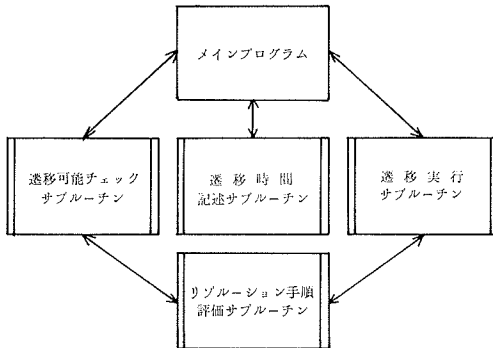 メインプログラム
遷移可能チェック
サブルーチン
遷移時間
記述サブルーチン
遷移実行
サブルーチン
リゾルーション手順
評価サブルーチン